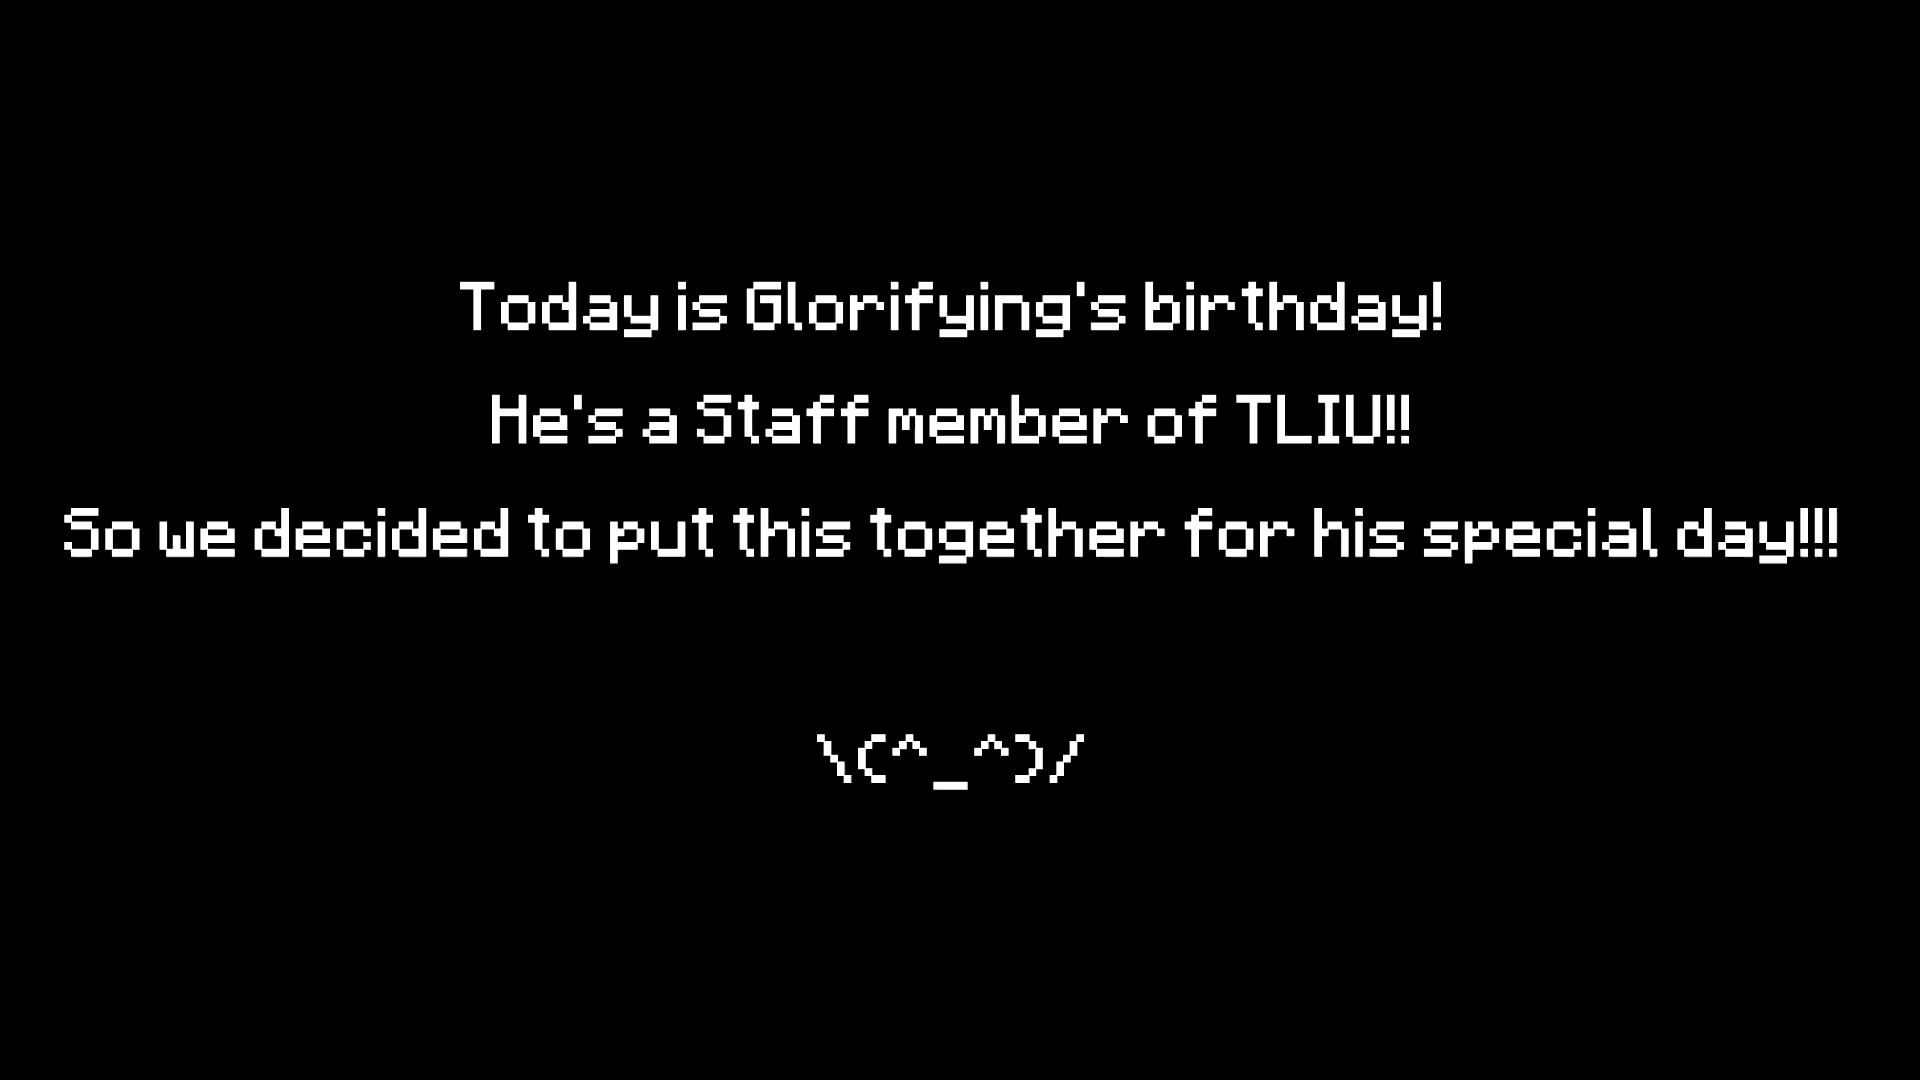 Today is Glorifying's birthday!
He's a Staff member of TLIU!!
So we decided to put this together for his special day!!!
\(^_^)/